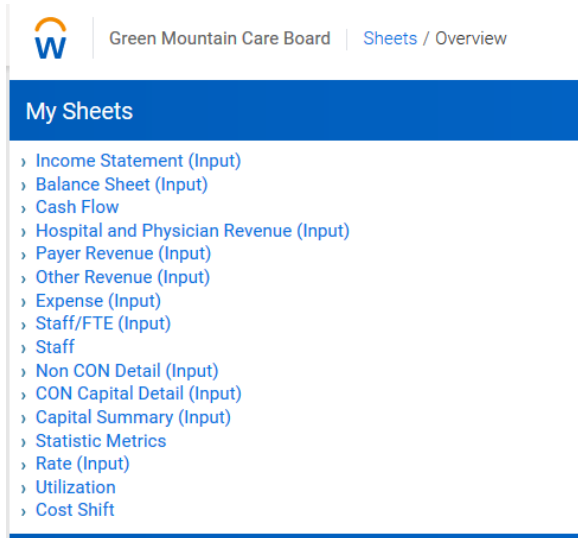 Green Mountain Care Board Sheets / Overview
My Sheets
› Income Statement (Input)
› Balance Sheet (Input)
› Cash Flow
› Hospital and Physician Revenue (Input)
› Payer Revenue (Input)
› Other Revenue (Input)
› Expense (Input)
› Staff/FTE (Input)
› Staff
› Non CON Detail (Input)
› CON Capital Detail (Input)
› Capital Summary (Input)
› Statistic Metrics
› Rate (Input)
› Utilization
› Cost Shift